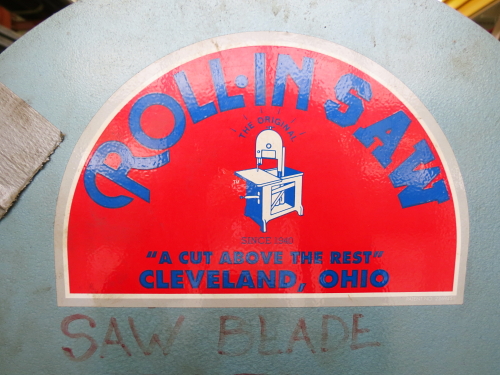 ROLL·IN SAW
THE ORIGINAL
"A CUT ABOVE THE REST"
CLEVELAND, OHIO
SAW BLADE